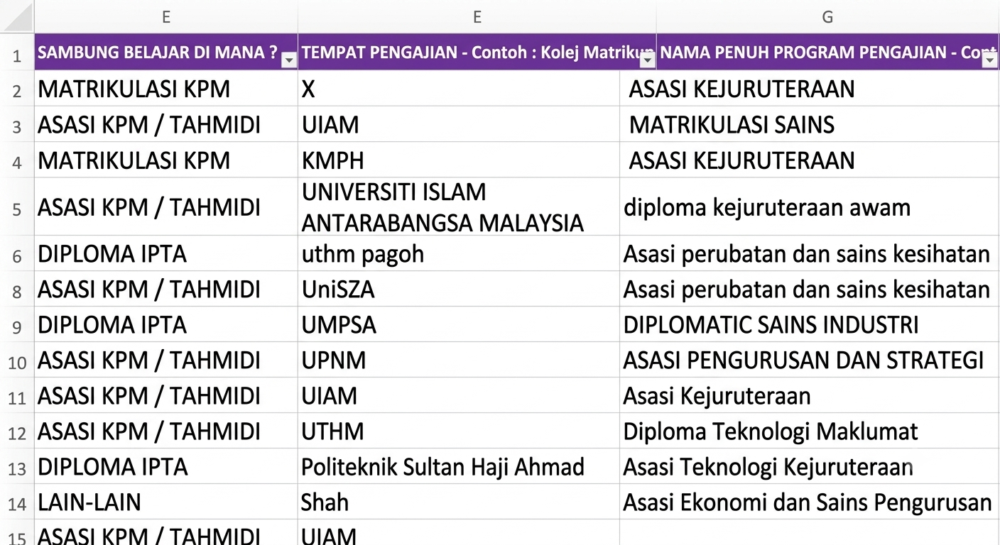 E E G
1 SAMBUNG BELAJAR DI MANA ? TEMPAT PENGAJIAN - Contoh : Kolej Matrikun NAMA PENUH PROGRAM PENGAJIAN - Cont
2 MATRIKULASI KPM X ASASI KEJURUTERAAN
3 ASASI KPM / TAHMIDI UIAM MATRIKULASI SAINS
4 MATRIKULASI KPM KMPH ASASI KEJURUTERAAN
5 ASASI KPM / TAHMIDI UNIVERSITI ISLAM
ANTARABANGSA MALAYSIA diploma kejuruteraan awam
6 DIPLOMA IPTA uthm pagoh Asasi perubatan dan sains kesihatan
8 ASASI KPM / TAHMIDI UniSZA Asasi perubatan dan sains kesihatan
9 DIPLOMA IPTA UMPSA DIPLOMATIC SAINS INDUSTRI
10 ASASI KPM / TAHMIDI UPNM ASASI PENGURUSAN DAN STRATEGI
11 ASASI KPM / TAHMIDI UIAM Asasi Kejuruteraan
12 ASASI KPM / TAHMIDI UTHM Diploma Teknologi Maklumat
13 DIPLOMA IPTA Politeknik Sultan Haji Ahmad Asasi Teknologi Kejuruteraan
14 LAIN-LAIN Shah Asasi Ekonomi dan Sains Pengurusan
15 ASASI KPM / TAHMIDI UIAM